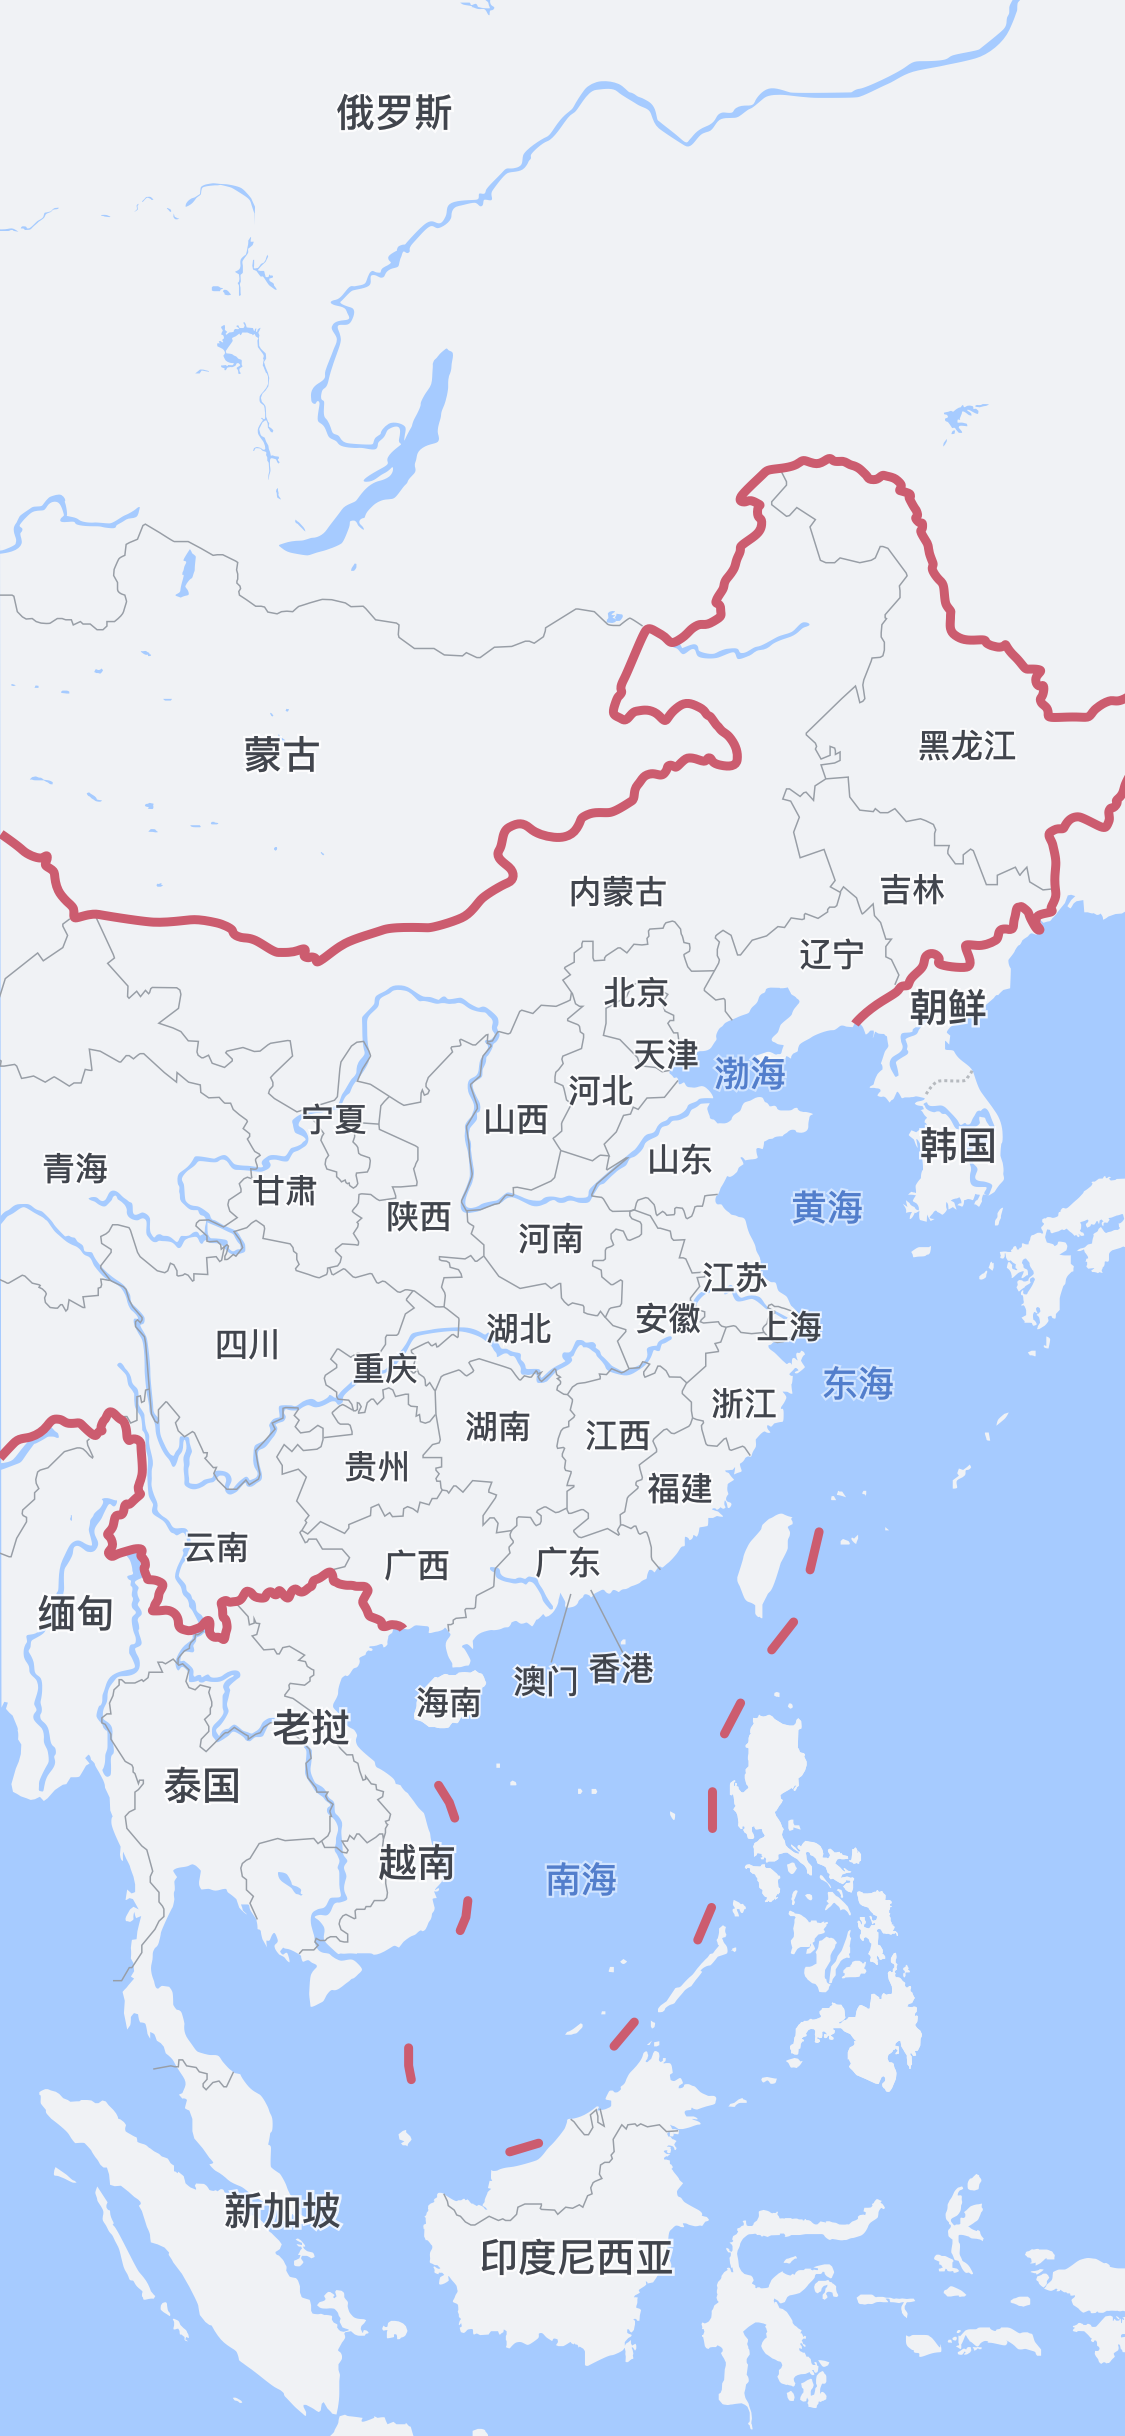 俄罗斯
黑龙江
蒙古
吉林
内蒙古
辽宁
北京
朝鲜
天津
渤海
河北
宁夏
山西
韩国
山东
青海
甘肃
黄海
陕西
河南
江苏
安徽
上海
湖北
四川
重庆
东海
浙江
湖南
江西
贵州
福建
云南
广东
广西
缅甸
香港
澳门
海南
老挝
泰国
越南
南海
新加坡
印度尼西亚